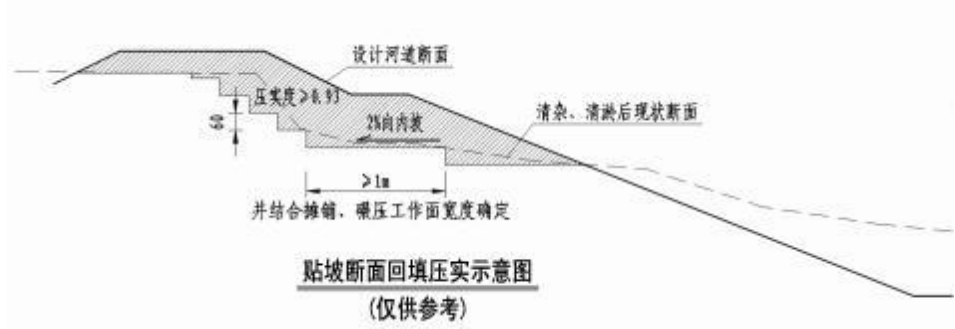 设计河道断面
压实度≥0.93
清杂、清淤后现状断面
60
2%向内坡
≥1m
并结合摊铺、碾压工作面宽度确定
贴坡断面回填压实示意图
(仅供参考)